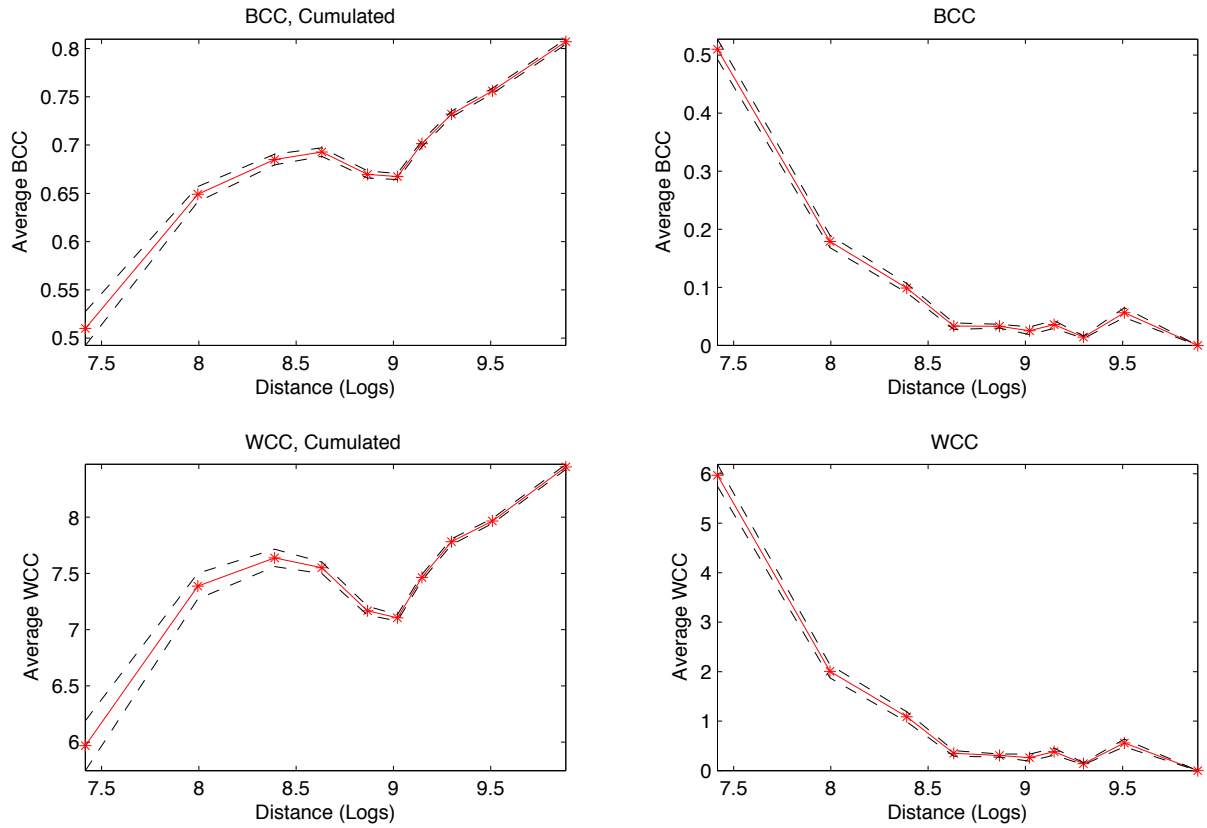 BCC, Cumulated
0.8
0.75
0.7
0.65
0.6
0.55
0.5
Average BCC
7.5 8 8.5 9 9.5
Distance (Logs)
BCC
0.5
0.4
0.3
0.2
0.1
0
Average BCC
7.5 8 8.5 9 9.5
Distance (Logs)
WCC, Cumulated
8
7.5
7
6.5
6
Average WCC
7.5 8 8.5 9 9.5
Distance (Logs)
WCC
6
5
4
3
2
1
0
Average WCC
7.5 8 8.5 9 9.5
Distance (Logs)